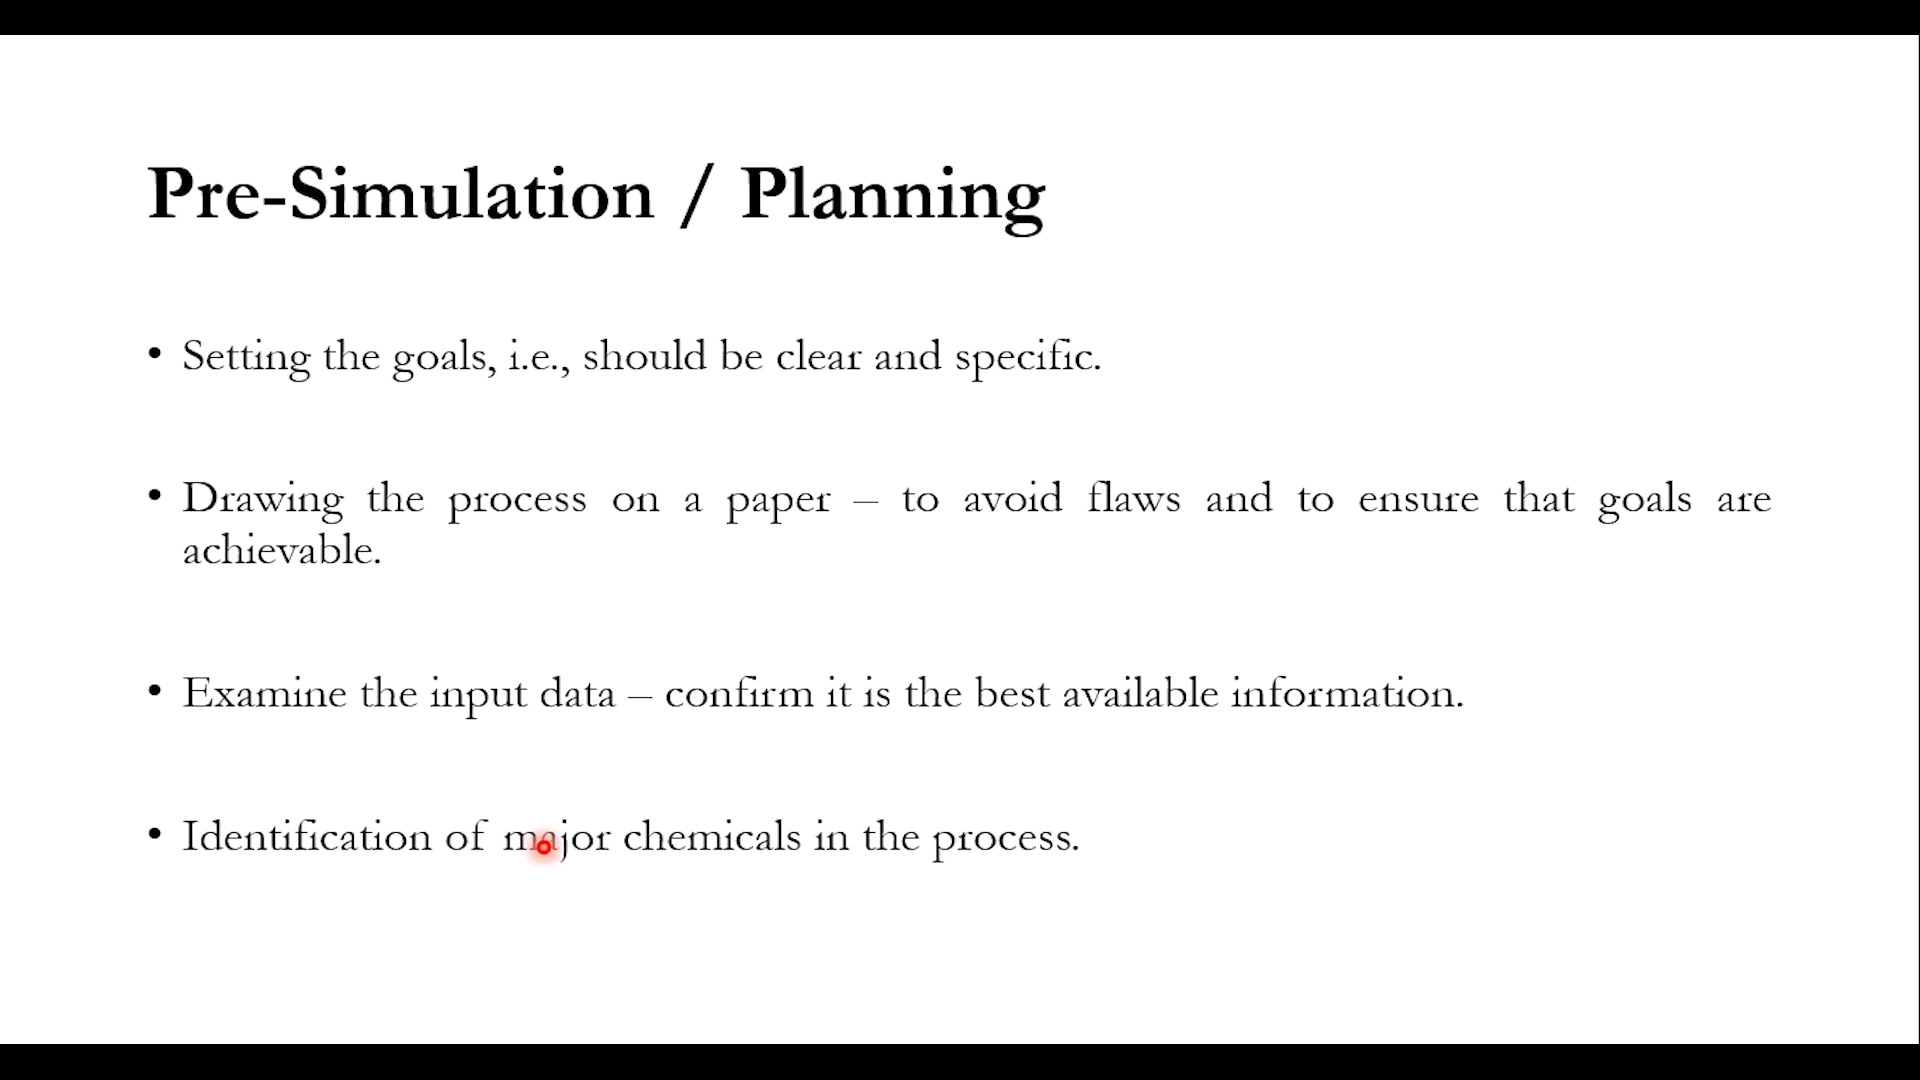 Pre-Simulation / Planning
• Setting the goals, i.e., should be clear and specific.
• Drawing the process on a paper – to avoid flaws and to ensure that goals are
achievable.
• Examine the input data – confirm it is the best available information.
• Identification of major chemicals in the process.